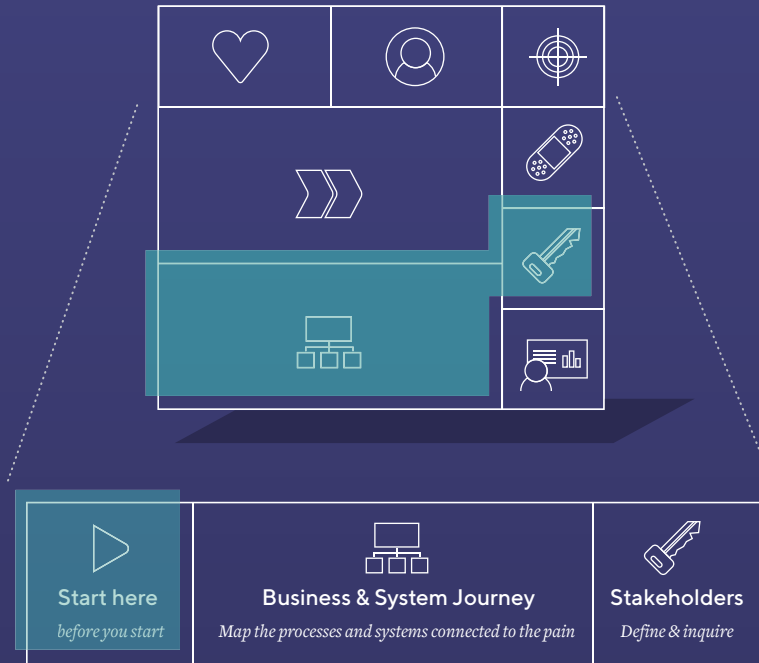 Start here
before you start
Business & System Journey
Map the processes and systems connected to the pain
Stakeholders
Define & inquire